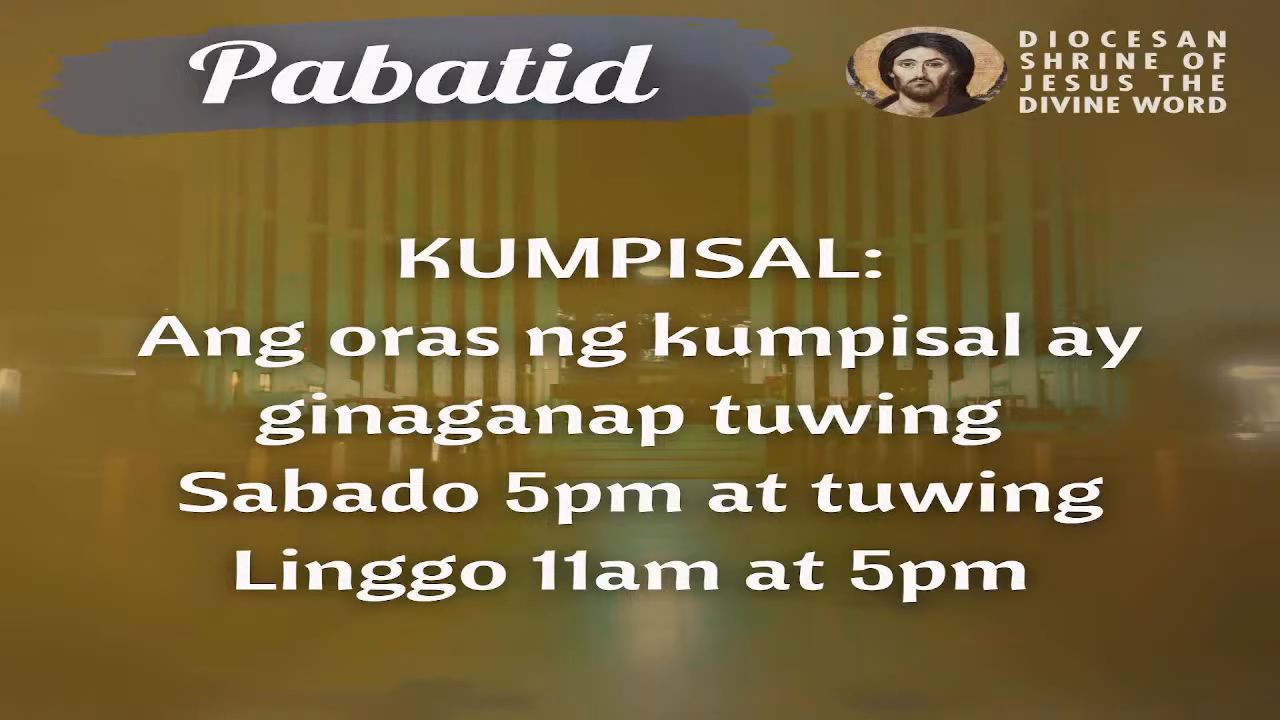 Pabatid
DIOCESAN
SHRINE OF
JESUS THE
DIVINE WORD
KUMPISAL:
Ang oras ng kumpisal ay
ginaganap tuwing
Sabado 5pm at tuwing
Linggo 11am at 5pm